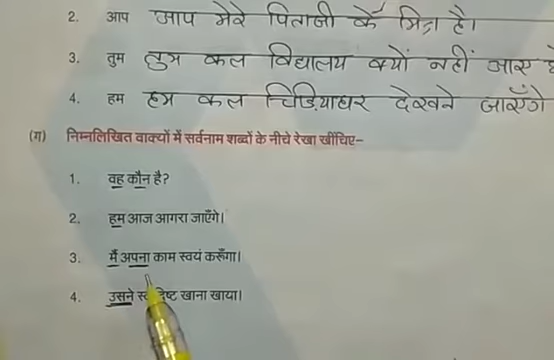 2. आप जाप मेरे पिताजी के मित्र है।
3. तुम तुम कल विद्यालय क्यों नहीं आए
4. हम हम कल चिड़ियाघर देखने जाएँगे
(ग) निम्नलिखित वाक्यों में सर्वनाम शब्दों के नीचे रेखा खींचिए–
1. वह कौन है?
2. हम आज आगरा जाएँगे।
3. मैं अपना काम स्वयं करूँगा।
4. उसने खाना खाया।